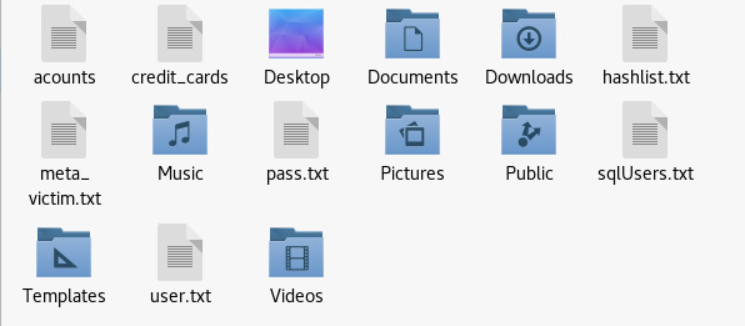 acounts
credit_cards
Desktop
Documents
Downloads
hashlist.txt
meta_
victim.txt
Music
pass.txt
Pictures
Public
sqlUsers.txt
Templates
user.txt
Videos